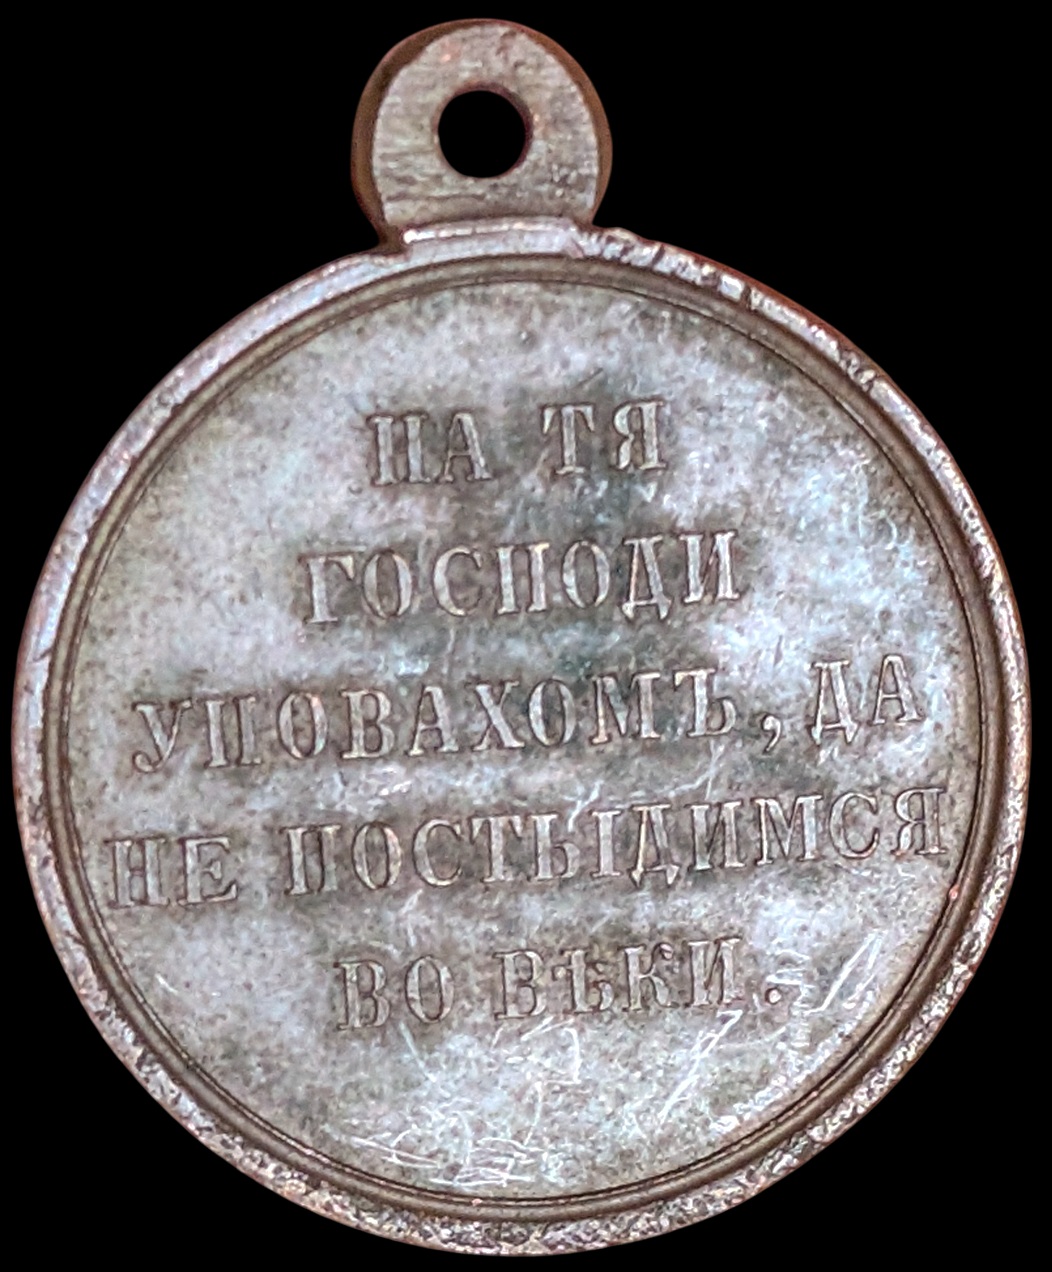 НА ТЯ
ГОСПОДИ
УПОВАХОМЪ, ДА
НЕ ПОСТЫДИМСЯ
ВО ВѢКИ.